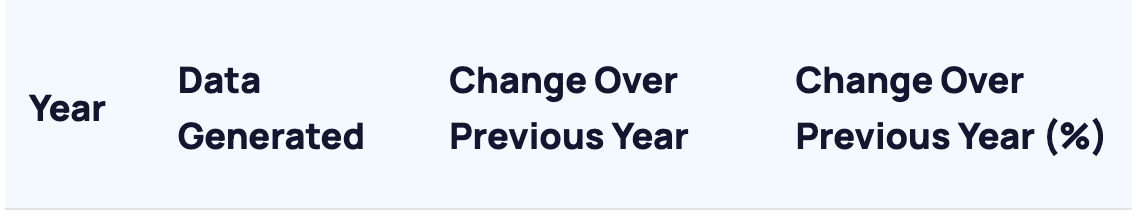 Year
Data
Generated
Change Over
Previous Year
Change Over
Previous Year (%)